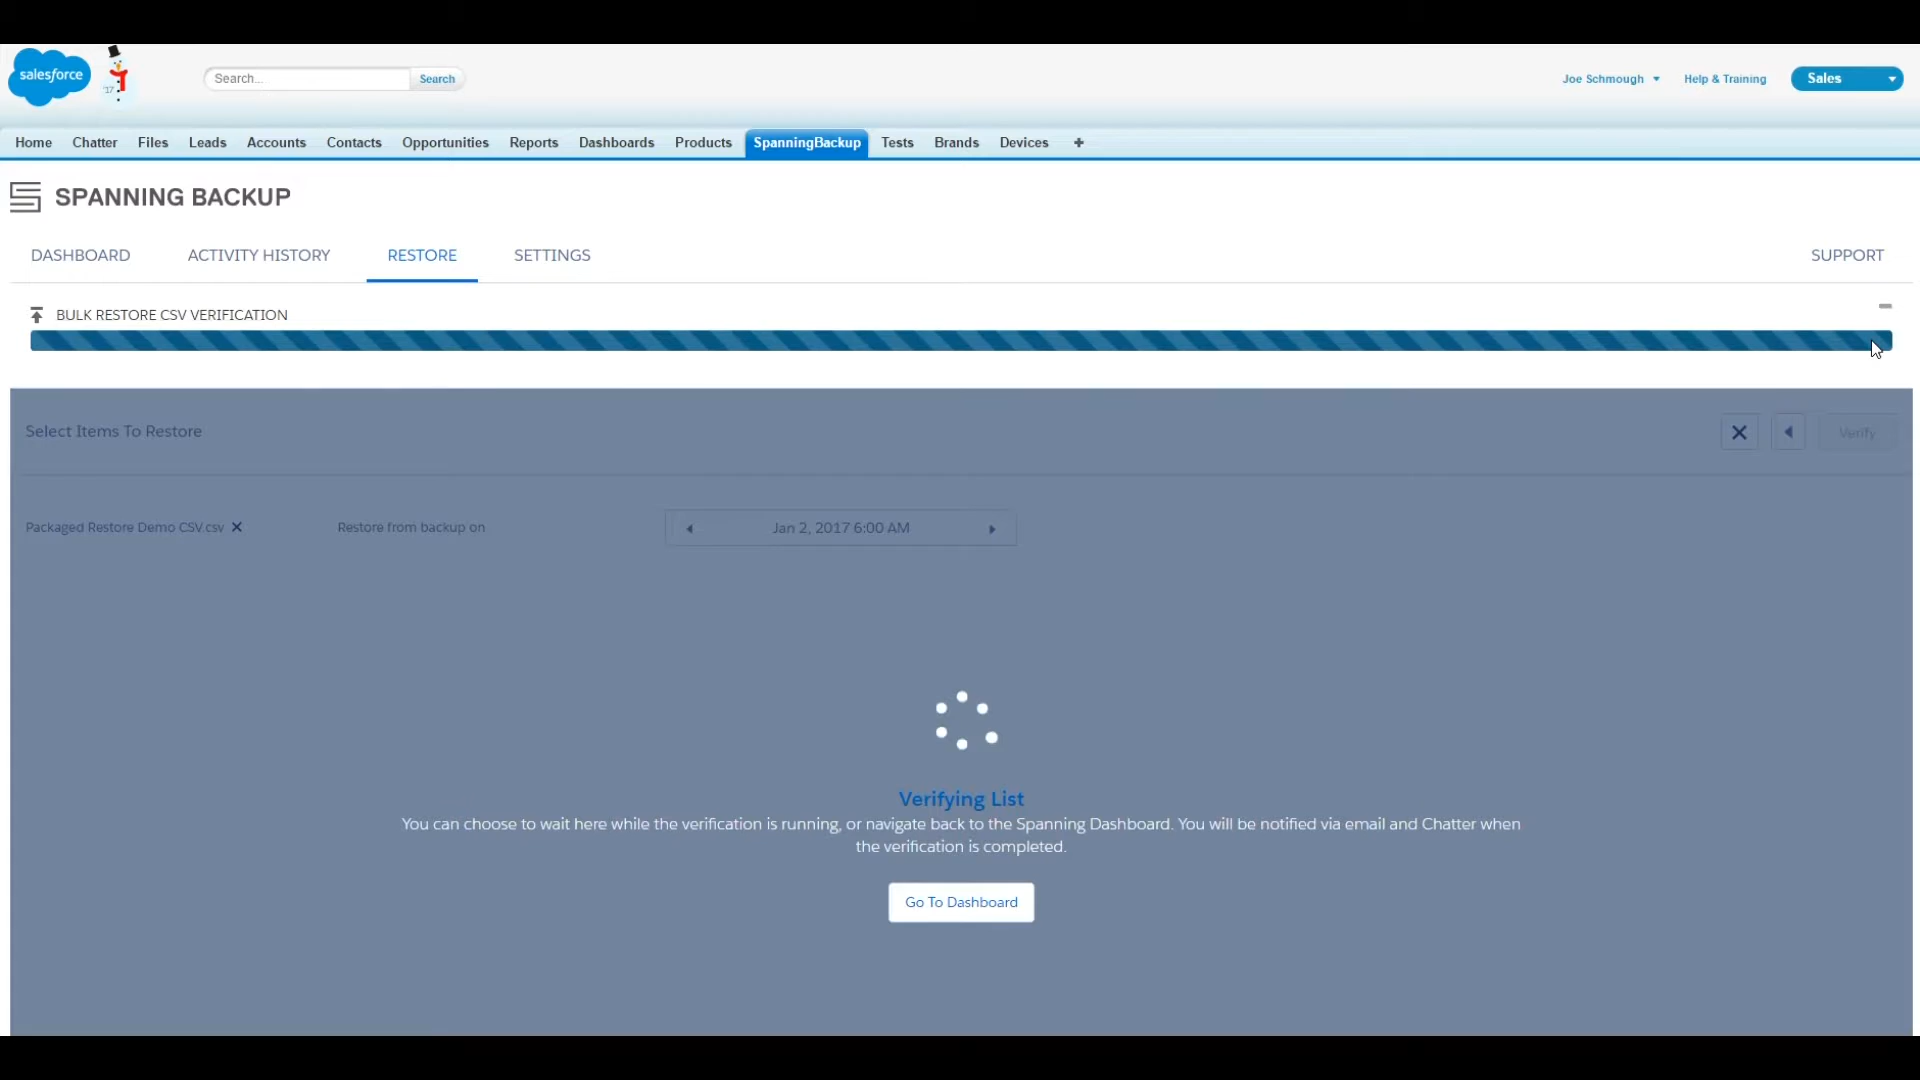 salesforce
'17
Search...
Search
Joe Schmough
Help & Training
Sales
Home Chatter Files Leads Accounts Contacts Opportunities Reports Dashboards Products SpanningBackup Tests Brands Devices +
SPANNING BACKUP
DASHBOARD ACTIVITY HISTORY RESTORE SETTINGS SUPPORT
BULK RESTORE CSV VERIFICATION
Select Items To Restore
Verify
Packaged Restore Demo CSV.csv
Restore from backup on
Jan 2, 2017 6:00 AM
Verifying List
You can choose to wait here while the verification is running, or navigate back to the Spanning Dashboard. You will be notified via email and Chatter when
the verification is completed.
Go To Dashboard